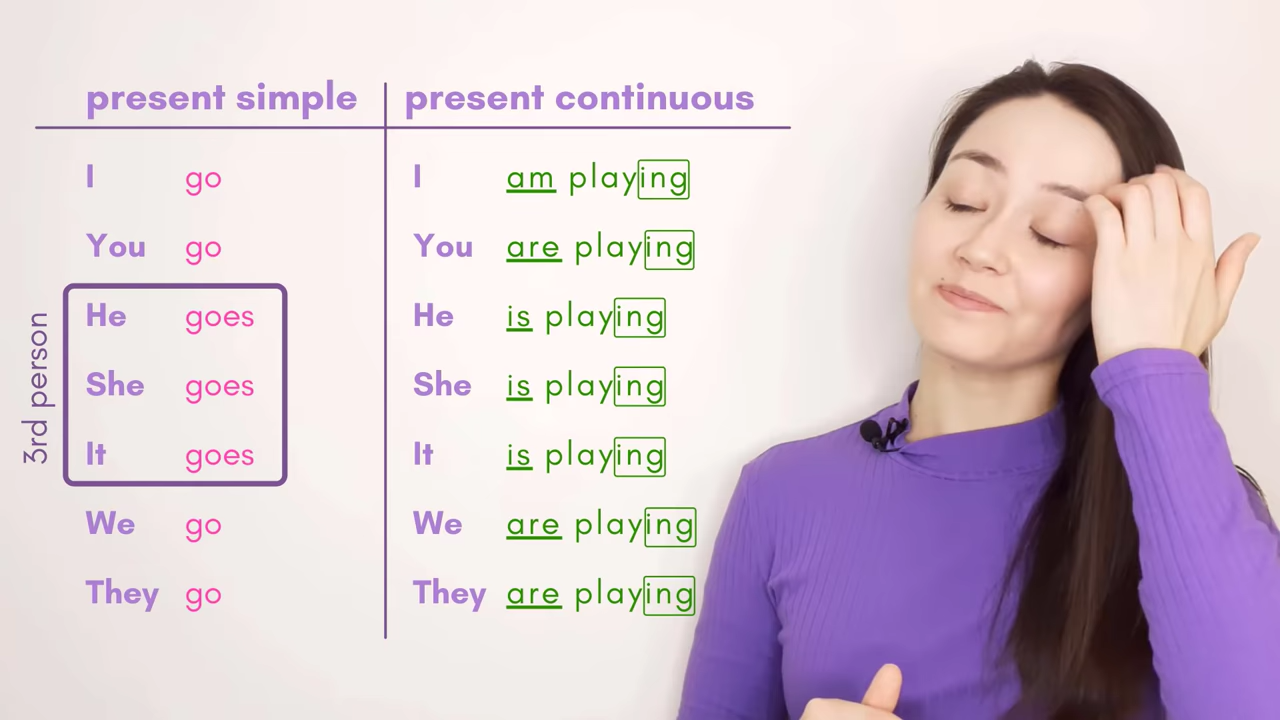 present simple present continuous
I go I am playing
You go You are playing
3rd person
He goes He is playing
She goes She is playing
It goes It is playing
We go We are playing
They go They are playing